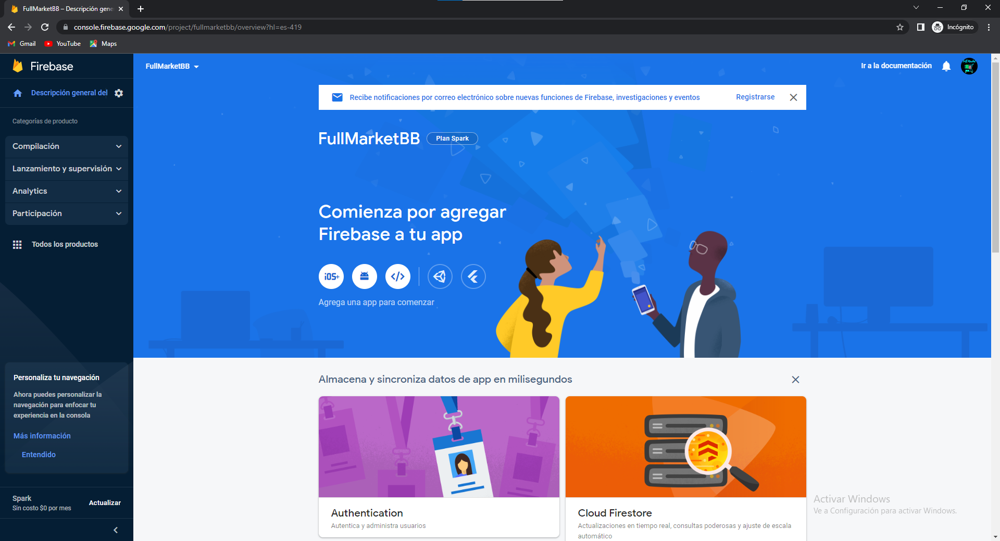 FullMarketBB – Descripción gene
console.firebase.google.com/project/fullmarketbb/overview?hl=es-419
Incógnito
Gmail
YouTube
Maps
Firebase
Descripción general del
Categorías de producto
Compilación
Lanzamiento y supervisión
Analytics
Participación
Todos los productos
Personaliza tu navegación
Ahora puedes personalizar la
navegación para enfocar tu
experiencia en la consola
Más información
Entendido
Spark
Sin costo $0 por mes
Actualizar
FullMarketBB
Ir a la documentación
Full Market
Recibe notificaciones por correo electrónico sobre nuevas funciones de Firebase, investigaciones y eventos
Registrarse
FullMarketBB
Plan Spark
Comienza por agregar
Firebase a tu app
iOS+
Agrega una app para comenzar
Almacena y sincroniza datos de app en milisegundos
Authentication
Autentica y administra usuarios
Cloud Firestore
Actualizaciones en tiempo real, consultas poderosas y ajuste de escala
automático
Activar Windows
Ve a Configuración para activar Windows.